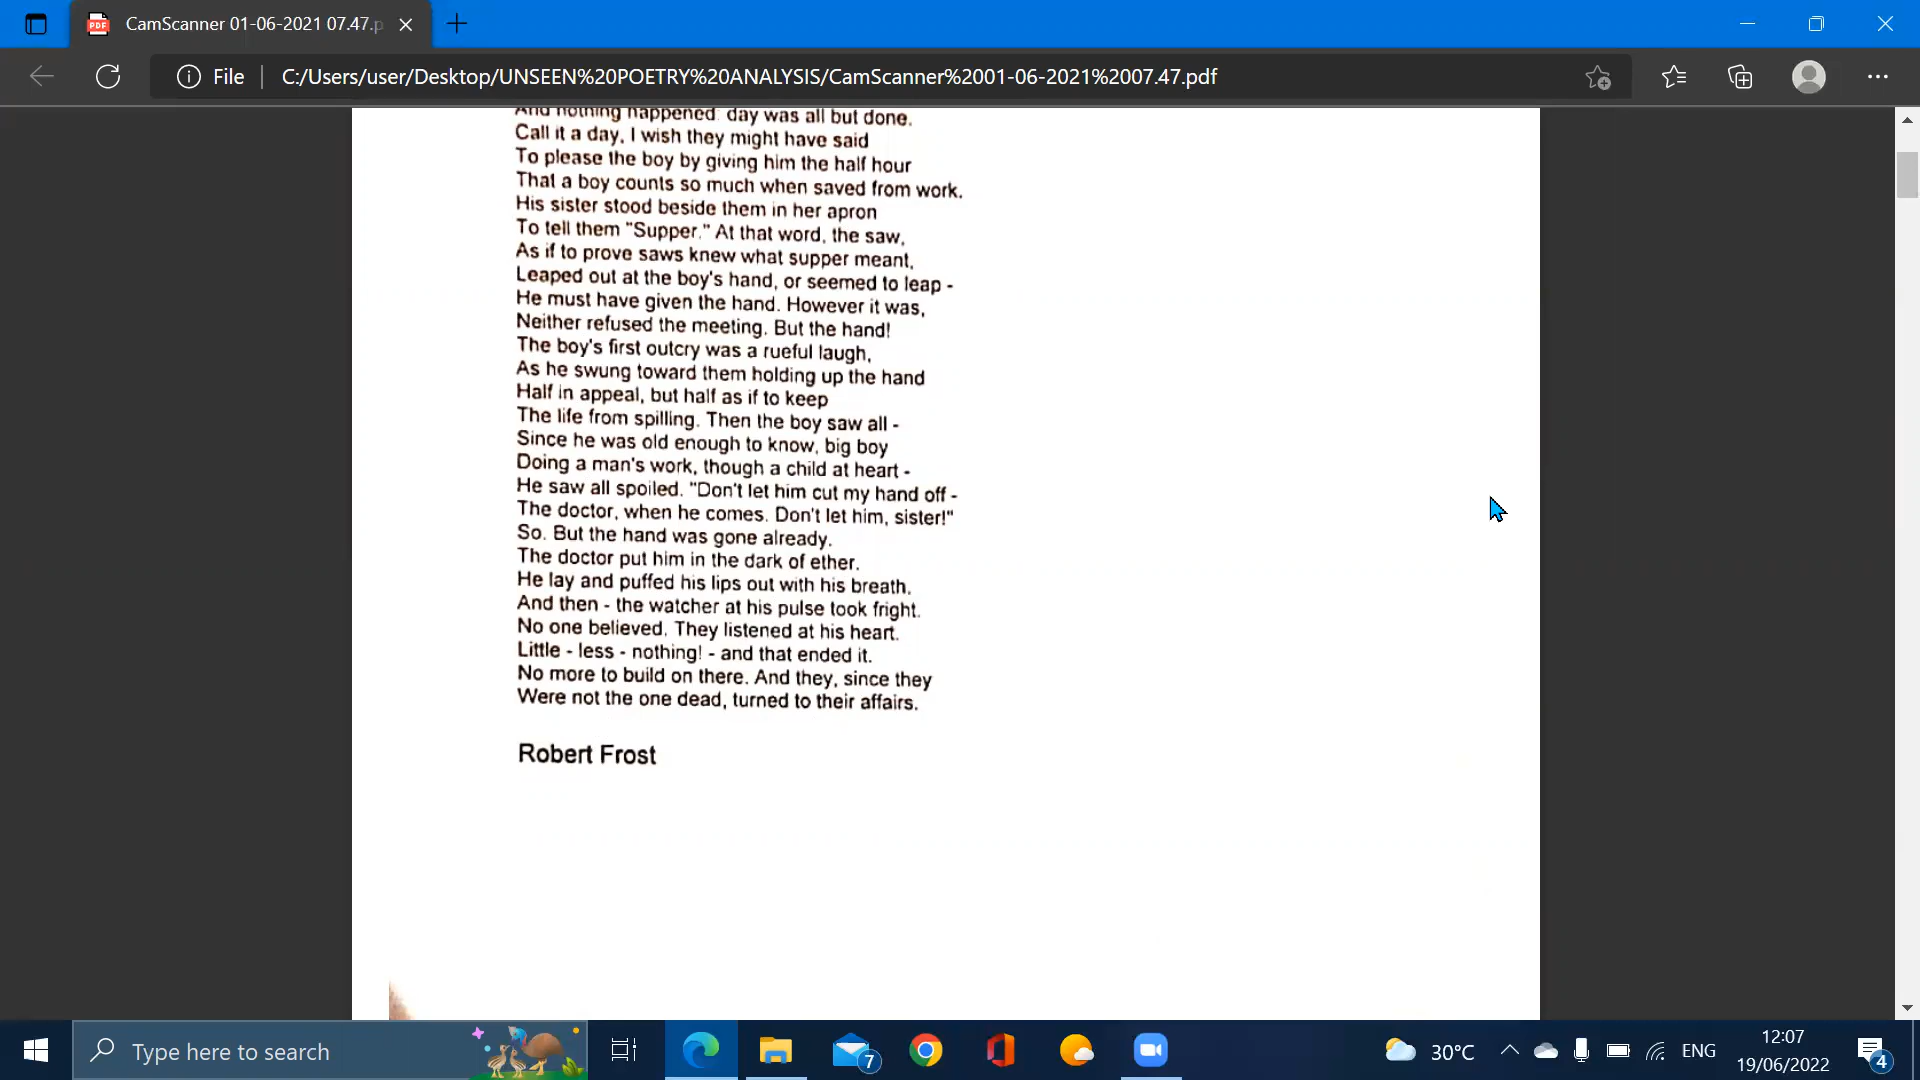 CamScanner 01-06-2021 07.47.p
File
C:/Users/user/Desktop/UNSEEN%20POETRY%20ANALYSIS/CamScanner%2001-06-2021%2007.47.pdf
And nothing happened: day was all but done.
Call it a day, I wish they might have said
To please the boy by giving him the half hour
That a boy counts so much when saved from work.
His sister stood beside them in her apron
To tell them "Supper." At that word, the saw,
As if to prove saws knew what supper meant,
Leaped out at the boy's hand, or seemed to leap -
He must have given the hand. However it was,
Neither refused the meeting. But the hand!
The boy's first outcry was a rueful laugh,
As he swung toward them holding up the hand
Half in appeal, but half as if to keep
The life from spilling. Then the boy saw all -
Since he was old enough to know, big boy
Doing a man's work, though a child at heart -
He saw all spoiled. "Don't let him cut my hand off -
The doctor, when he comes. Don't let him, sister!"
So. But the hand was gone already.
The doctor put him in the dark of ether.
He lay and puffed his lips out with his breath.
And then - the watcher at his pulse took fright.
No one believed. They listened at his heart.
Little - less - nothing! - and that ended it.
No more to build on there. And they, since they
Were not the one dead, turned to their affairs.
Robert Frost
Type here to search
7
30°C
ENG
12:07
19/06/2022
4